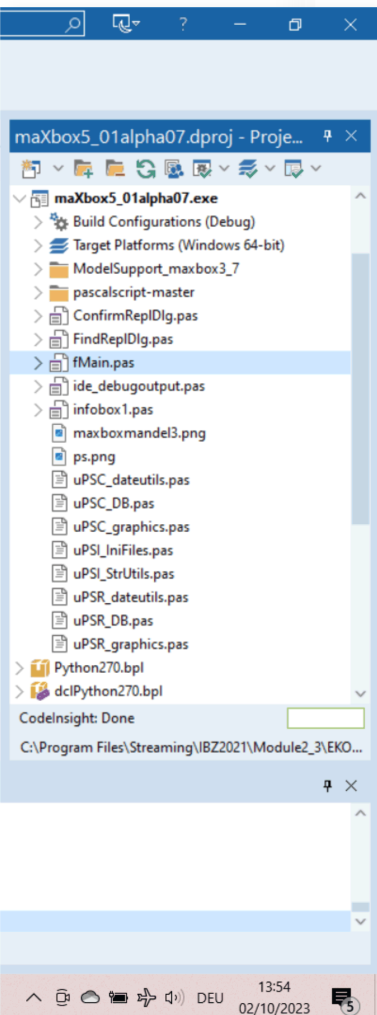 ?
maXbox5_01alpha07.dproj - Proje...
maXbox5_01alpha07.exe
Build Configurations (Debug)
Target Platforms (Windows 64-bit)
ModelSupport_maxbox3_7
pascalscript-master
ConfirmReplDlg.pas
FindReplDlg.pas
fMain.pas
ide_debugoutput.pas
infobox1.pas
maxboxmandel3.png
ps.png
uPSC_dateutils.pas
uPSC_DB.pas
uPSC_graphics.pas
uPSI_IniFiles.pas
uPSI_StrUtils.pas
uPSR_dateutils.pas
uPSR_DB.pas
uPSR_graphics.pas
Python270.bpl
dclPython270.bpl
CodeInsight: Done
C:\Program Files\Streaming\IBZ2021\Module2_3\EKO...
DEU
13:54
02/10/2023
5